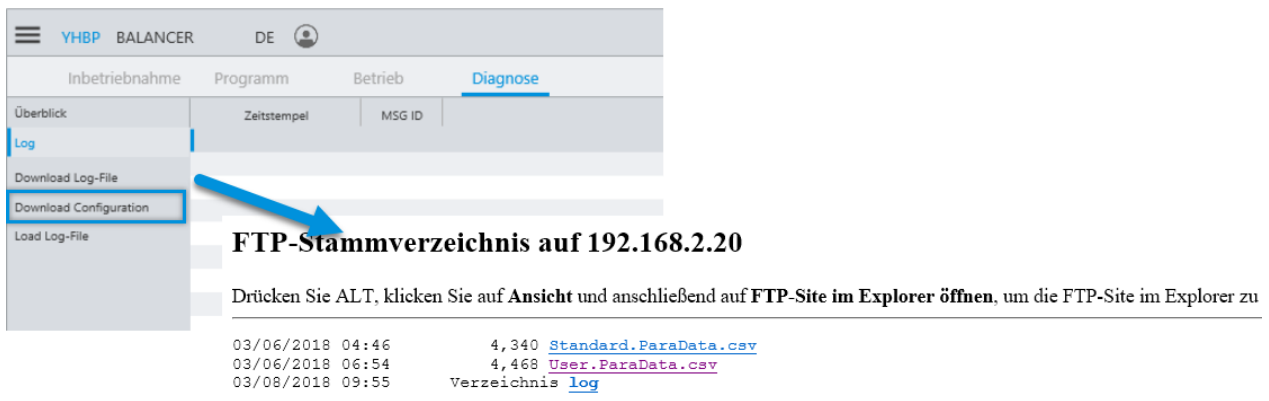 YHBP BALANCER DE
Inbetriebnahme Programm Betrieb Diagnose
Überblick Zeitstempel MSG ID
Log
Download Log-File
Download Configuration
Load Log-File
FTP-Stammverzeichnis auf 192.168.2.20
Drücken Sie ALT, klicken Sie auf Ansicht und anschließend auf FTP-Site im Explorer öffnen, um die FTP-Site im Explorer zu
03/06/2018 04:46 4,340 Standard.ParaData.csv
03/06/2018 06:54 4,468 User.ParaData.csv
03/08/2018 09:55 Verzeichnis log